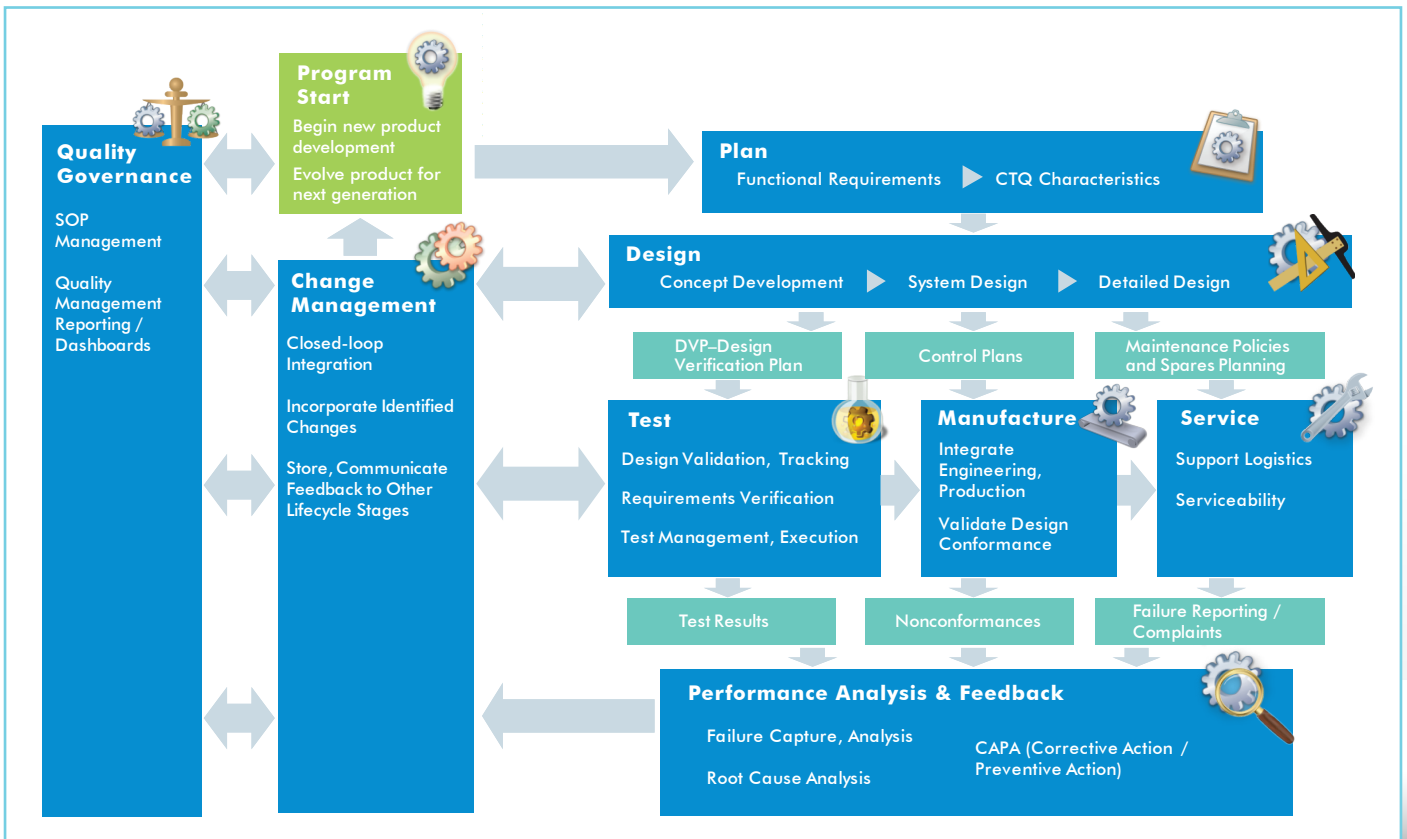 Quality
Governance
SOP
Management
Quality
Management
Reporting /
Dashboards
Program
Start
Begin new product
development
Evolve product for
next generation
Change
Management
Closed-loop
Integration
Incorporate Identified
Changes
Store, Communicate
Feedback to Other
Lifecycle Stages
Plan
Functional Requirements
CTQ Characteristics
Design
Concept Development
System Design
Detailed Design
DVP–Design
Verification Plan
Control Plans
Maintenance Policies
and Spares Planning
Test
Design Validation, Tracking
Requirements Verification
Test Management, Execution
Manufacture
Integrate
Engineering,
Production
Validate Design
Conformance
Service
Support Logistics
Serviceability
Test Results
Nonconformances
Failure Reporting /
Complaints
Performance Analysis & Feedback
Failure Capture, Analysis
Root Cause Analysis
CAPA (Corrective Action /
Preventive Action)